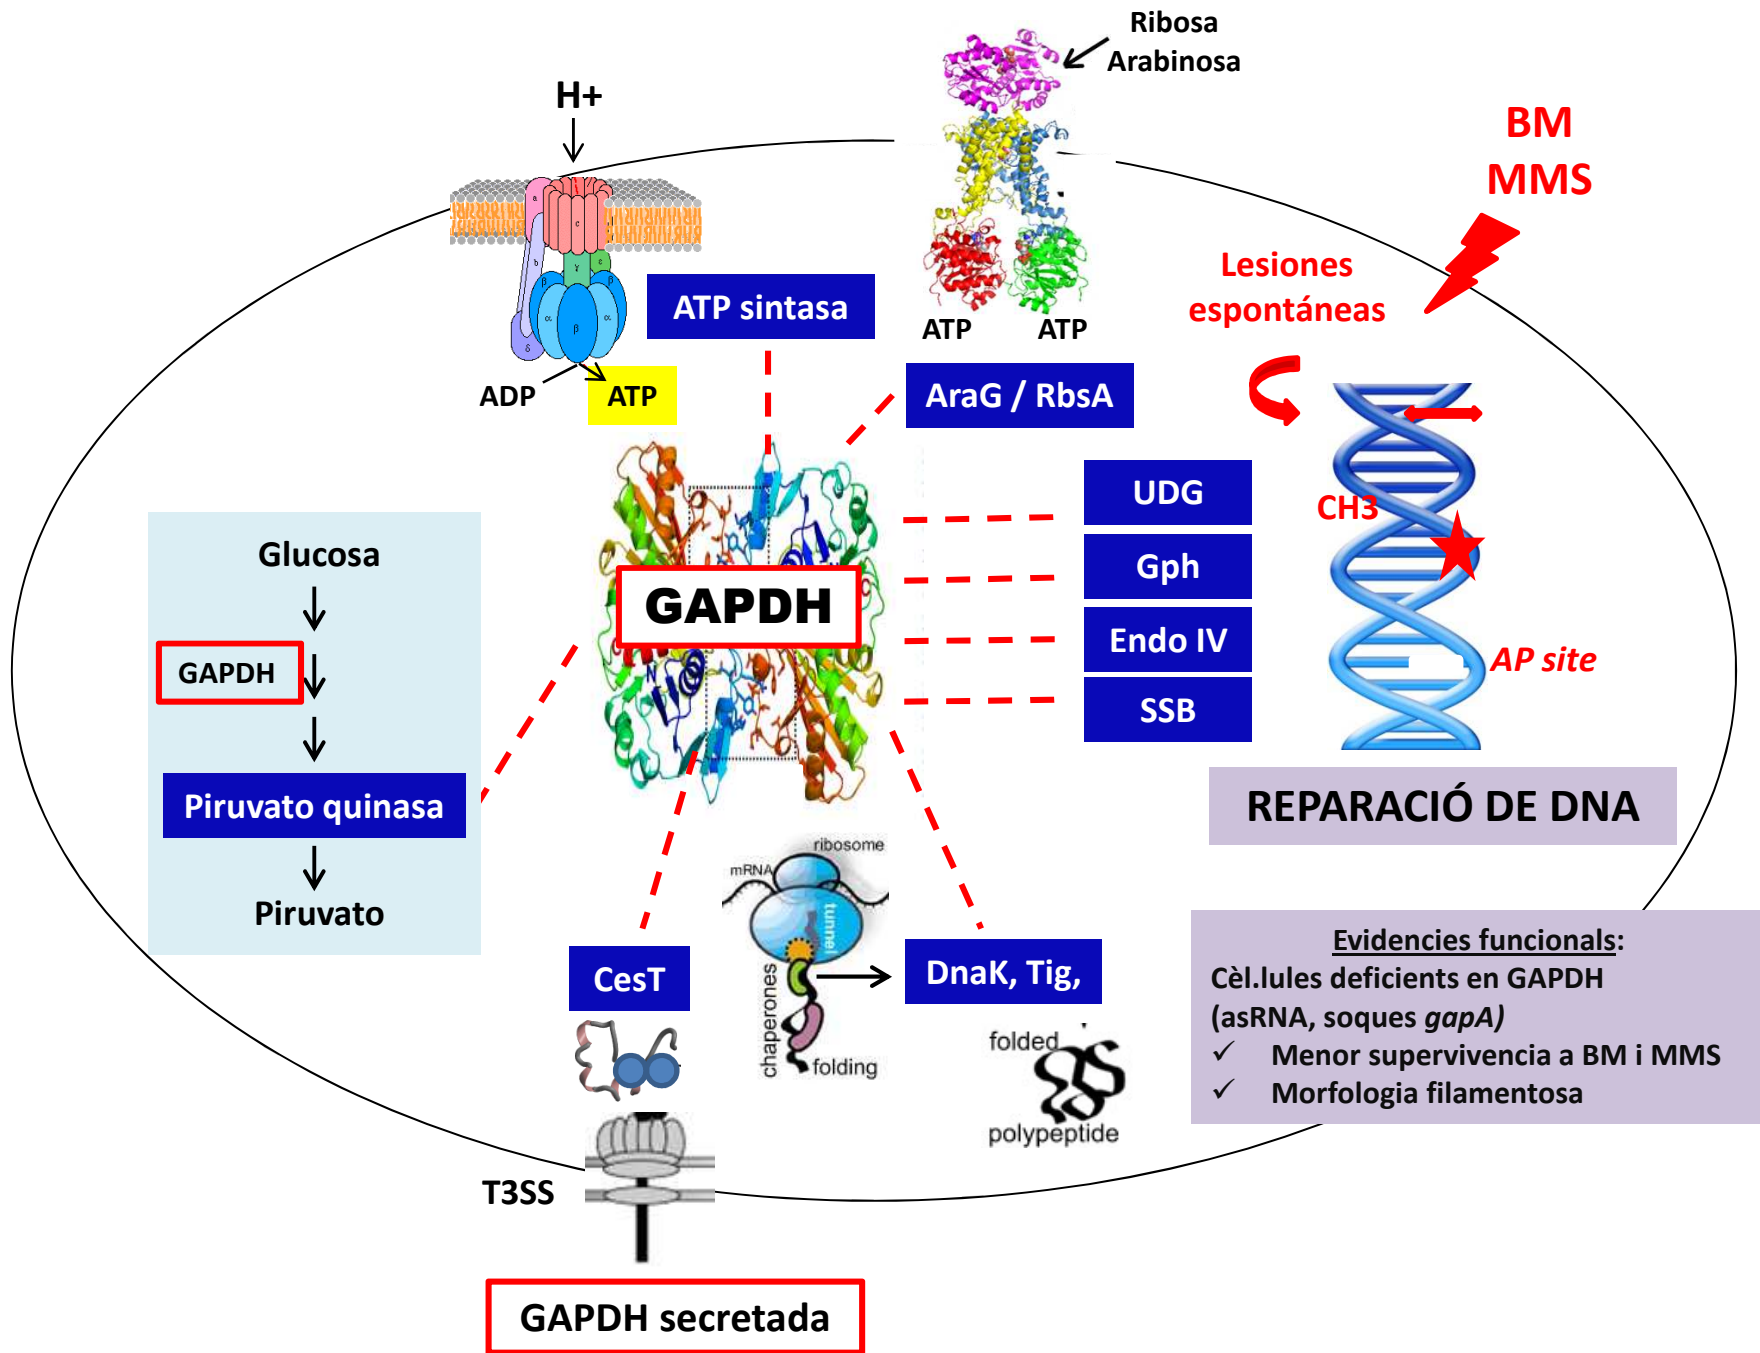 Ribosa
Arabinosa
H+
BM
MMS
a
c
b
γ
ε
β
β
α
β
α
δ
ATP sintasa
Lesiones
espontáneas
ATP
ATP
ADP
ATP
AraG / RbsA
UDG
CH3
Glucosa
Gph
GAPDH
Endo IV
GAPDH
N
AP site
SSB
Piruvato quinasa
REPARACIÓ DE DNA
ribosome
mRNA
tunnel
Piruvato
Evidencies funcionals:
CesT
chaperones
DnaK, Tig,
Cèl.lules deficients en GAPDH
(asRNA, soques gapA)
✓ Menor supervivencia a BM i MMS
✓ Morfologia filamentosa
folding
folded
polypeptide
T3SS
GAPDH secretada